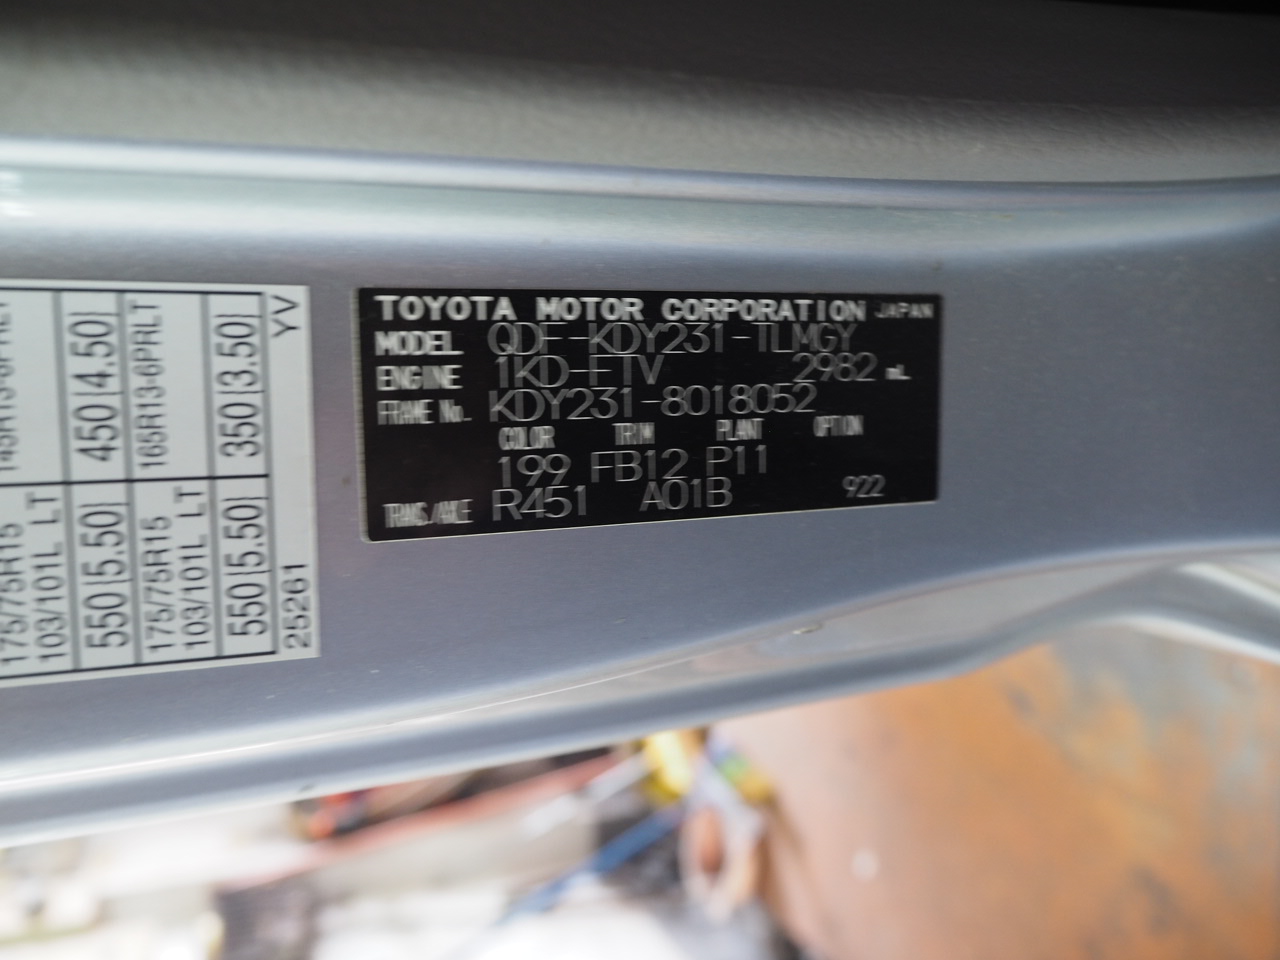 TOYOTA MOTOR CORPORATION JAPAN
MODEL QDF-KDY231-TLMGY
ENGINE 1KD-FTV 2982 mL
FRAME No. KDY231-8018052
COLOR TRIM PLANT OPTION
199 FB12 P11
TRANS/AXLE R451 A01B 922
175/75R15
103/101L LT
450|4.50|
550|5.50|
165R13-6PRLT
175/75R15
103/101L LT
350|3.50|
550|5.50|
YV
25261